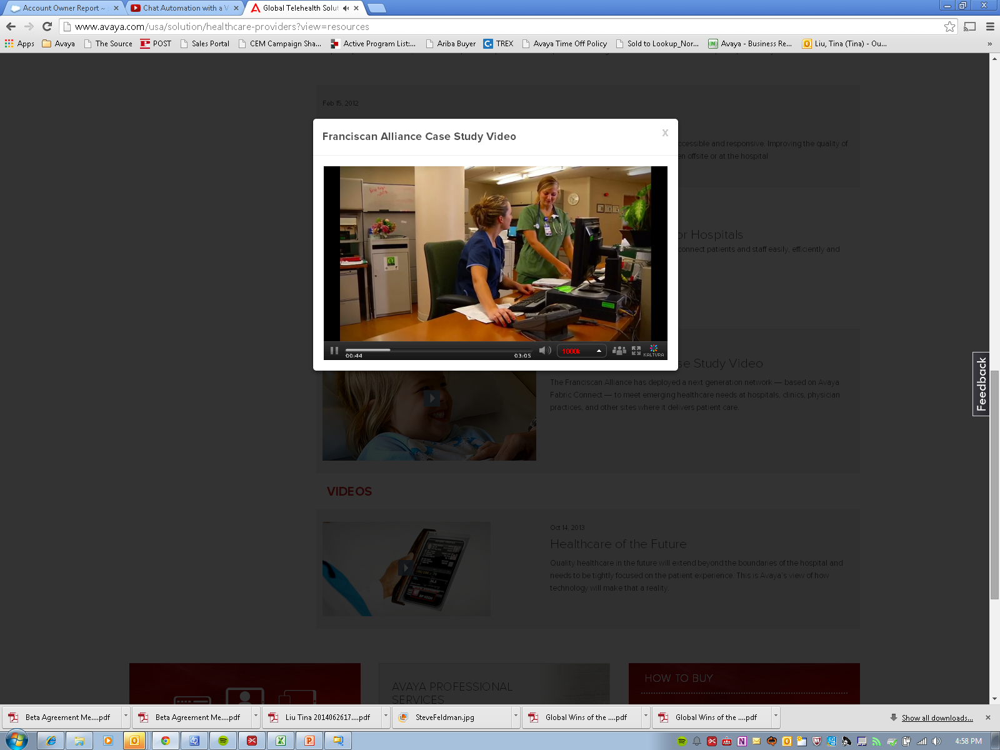 Account Owner Report ~
Chat Automation with a V
Global Telehealth Solut
www.avaya.com/usa/solution/healthcare-providers?view=resources
Apps
Avaya
The Source
POST
Sales Portal
CEM Campaign Sha...
Active Program List:...
Ariba Buyer
TREX
Avaya Time Off Policy
Sold to Lookup_Nor...
Avaya - Business Re...
Liu, Tina (Tina) - Ou...
»
Feb 15, 2012
Franciscan Alliance Case Study Video
X
ccessible and responsive. Improving the quality of
en offsite or at the hospital
or Hospitals
connect patients and staff easily, efficiently and
00:44
03:05
1000k
KALTURA
se Study Video
The Franciscan Alliance has deployed a next generation network — based on Avaya
Fabric Connect — to meet emerging healthcare needs at hospitals, clinics, physician
practices, and other sites where it delivers patient care.
Feedback
VIDEOS
Oct 14, 2013
Healthcare of the Future
Quality healthcare in the future will extend beyond the boundaries of the hospital and
needs to be tightly focused on the patient experience. This is Avaya's view of how
technology will make that a reality.
AVAYA PROFESSIONAL
SERVICES
HOW TO BUY
Beta Agreement Me....pdf
Beta Agreement Me....pdf
Liu Tina 2014062617....pdf
SteveFeldman.jpg
Global Wins of the ....pdf
Global Wins of the ....pdf
Show all downloads...
4:58 PM